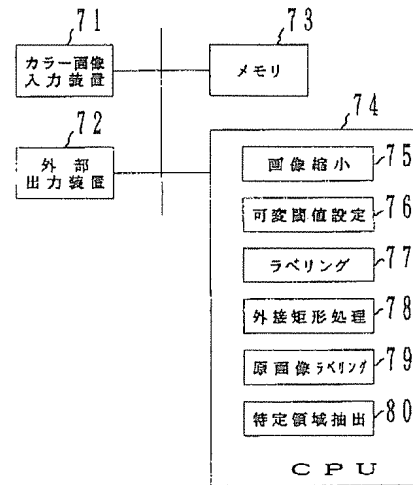 71
カラー画像
入力装置
72
外部
出力装置
73
メモリ
74
画像縮小
75
可変閾値設定
76
ラベリング
77
外接矩形処理
78
原画像ラベリング
79
特定領域抽出
80
CPU